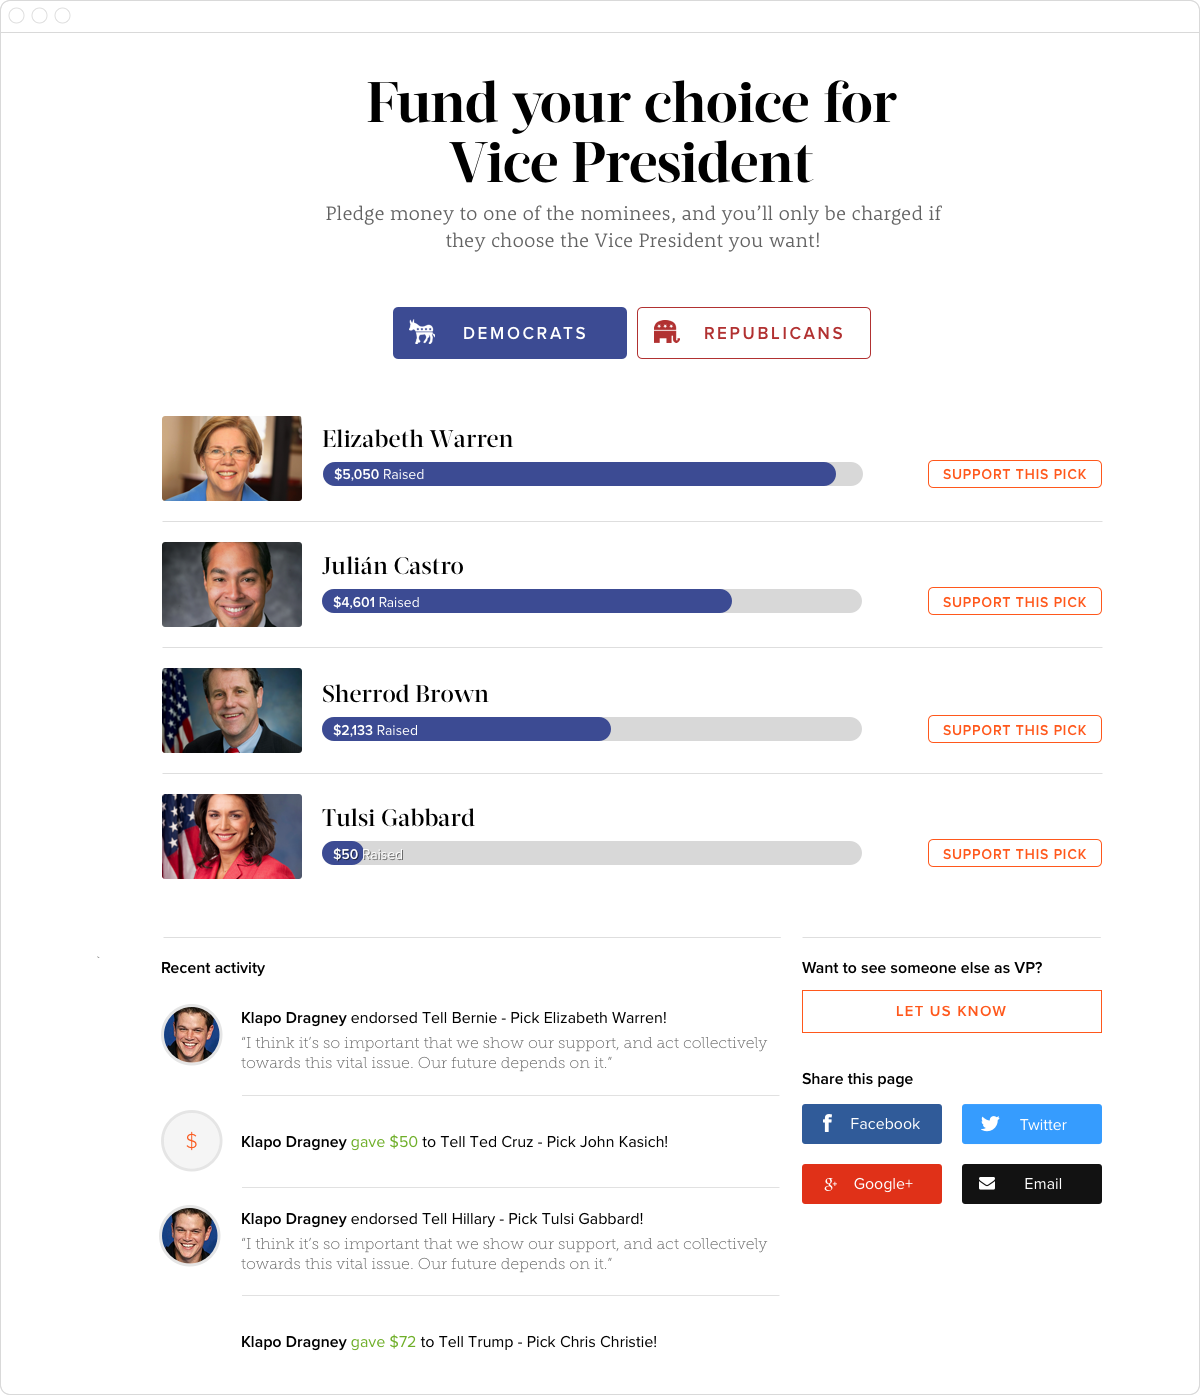 Fund your choice for
Vice President
Pledge money to one of the nominees, and you’ll only be charged if
they choose the Vice President you want!
DEMOCRATS
REPUBLICANS
Elizabeth Warren
$5,050 Raised
SUPPORT THIS PICK
Julián Castro
$4,601 Raised
SUPPORT THIS PICK
Sherrod Brown
$2,133 Raised
SUPPORT THIS PICK
Tulsi Gabbard
$50 Raised
SUPPORT THIS PICK
Recent activity
Klapo Dragney endorsed Tell Bernie - Pick Elizabeth Warren!
“I think it’s so important that we show our support, and act collectively
towards this vital issue. Our future depends on it.”
$
Klapo Dragney gave $50 to Tell Ted Cruz - Pick John Kasich!
Klapo Dragney endorsed Tell Hillary - Pick Tulsi Gabbard!
“I think it’s so important that we show our support, and act collectively
towards this vital issue. Our future depends on it.”
Klapo Dragney gave $72 to Tell Trump - Pick Chris Christie!
Want to see someone else as VP?
LET US KNOW
Share this page
f Facebook
Twitter
g+ Google+
Email